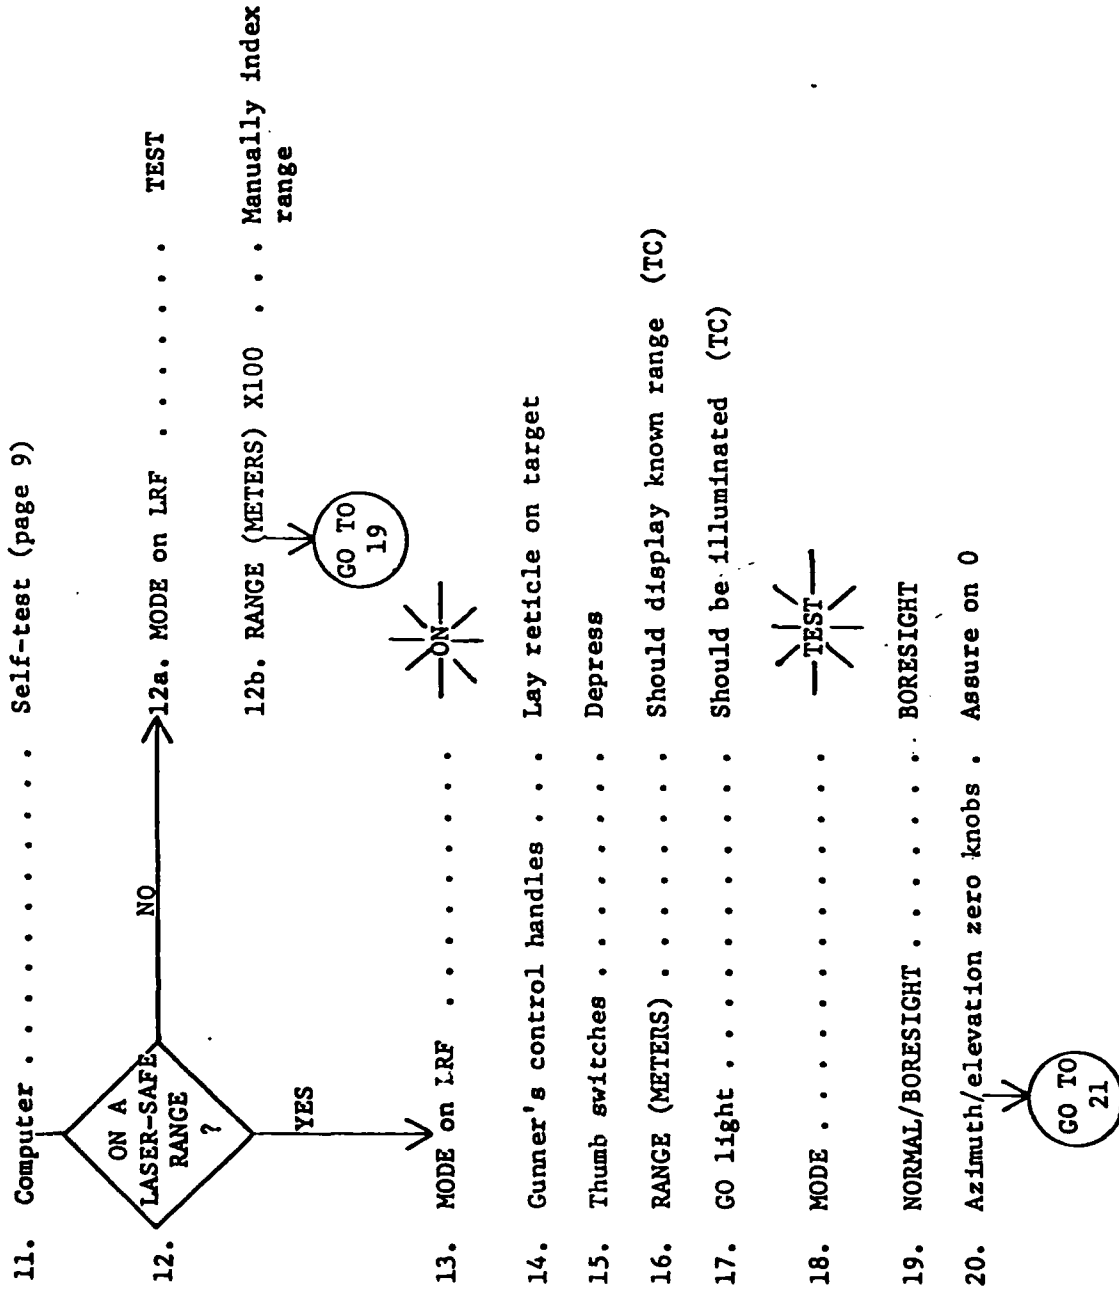 11. Computer . . . . . . . . . . . . . Self-test (page 9)
12. ON A
LASER-SAFE
RANGE
?
NO
12a. MODE on LRF . . . . . . . TEST
12b. RANGE (METERS) X100 . . . Manually index
range
GO TO
19
YES
13. MODE on LRF . . . . . . . . . ON
14. Gunner's control handles . . . Lay reticle on target
15. Thumb switches . . . . . . . . Depress
16. RANGE (METERS) . . . . . . . . Should display known range (TC)
17. GO light . . . . . . . . . . . Should be illuminated (TC)
18. MODE . . . . . . . . . . . . . TEST
19. NORMAL/BORESIGHT . . . . . . . BORESIGHT
20. Azimuth/elevation zero knobs . Assure on 0
GO TO
21